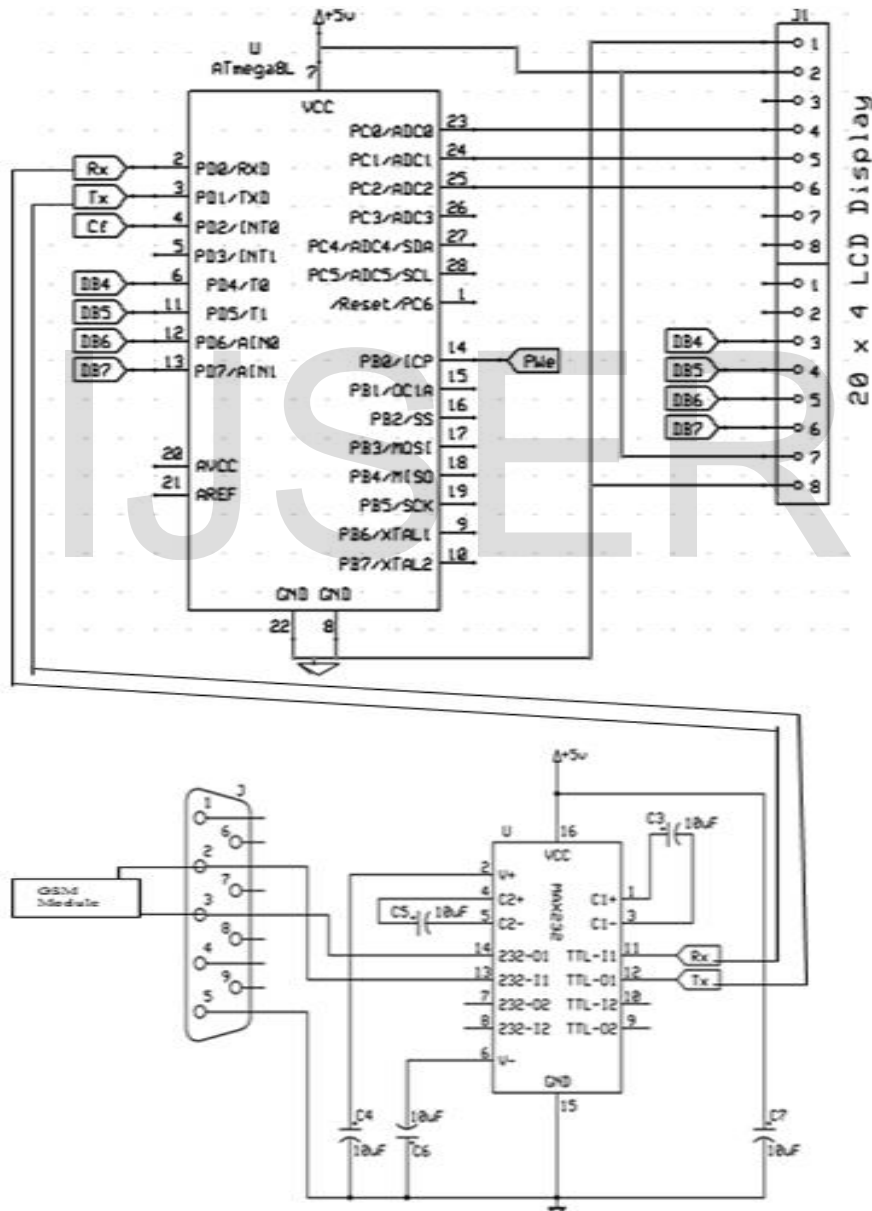 +5v
U
ATmega8L
7
VCC
J1
1
2
3
4
5
6
7
8
1
2
3
4
5
6
7
8
20 x 4 LCD Display
DB4
DB5
DB6
DB7
Rx 2 PD0/RXD
Tx 3 PD1/TXD
Cf 4 PD2/INT0
5 PD3/INT1
DB4 6 PD4/T0
DB5 11 PD5/T1
DB6 12 PD6/AIN0
DB7 13 PD7/AIN1
20 AVCC
21 AREF
PC0/ADC0 23
PC1/ADC1 24
PC2/ADC2 25
PC3/ADC3 26
PC4/ADC4/SDA 27
PC5/ADC5/SCL 28
/Reset/PC6 1
PB0/ICP 14 PWe
PB1/OC1A 15
PB2/SS 16
PB3/MOSI 17
PB4/MISO 18
PB5/SCK 19
PB6/XTAL1 9
PB7/XTAL2 10
GND GND
22 8
IJSER
+5v
J
1
6
2
7
3
8
4
9
5
GSM
Module
U
16
VCC
MAX232
2 V+
4 C2+
5 C2-
14 232-O1
13 232-I1
7 232-O2
8 232-I2
6 V-
C1+ 1
C1- 3
TTL-I1 11 Rx
TTL-O1 12 Tx
TTL-I2 10
TTL-O2 9
GND
15
C3 10uF
C5 10uF
C4
10uF
10uF
C6
C7
10uF